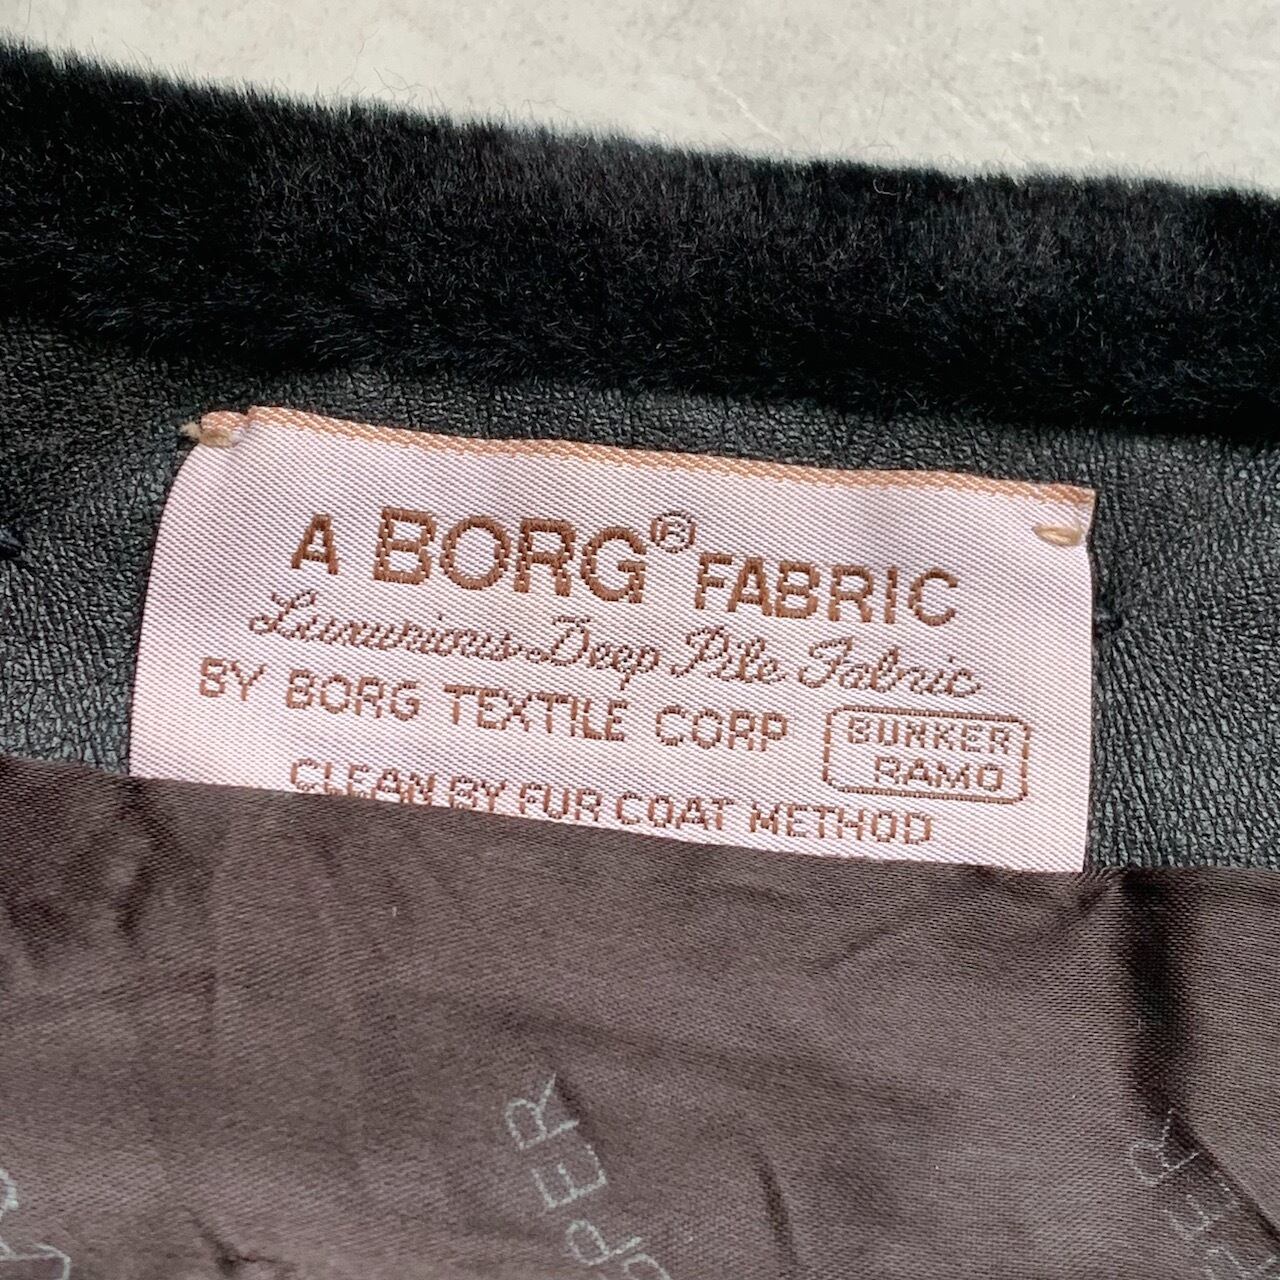 A BORG® FABRIC
Luxurious Deep Pile Fabric
BY BORG TEXTILE CORP
BUNKER
RAMO
CLEAN BY FUR COAT METHOD